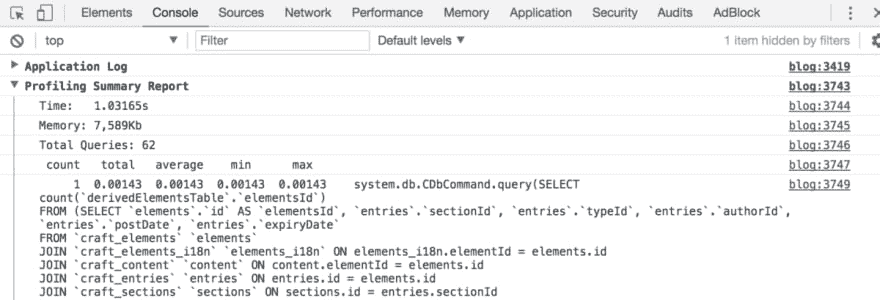 Elements Console Sources Network Performance Memory Application Security Audits AdBlock
top Filter Default levels 1 item hidden by filters
Application Log blog:3419
Profiling Summary Report blog:3743
Time: 1.03165s blog:3744
Memory: 7,589Kb blog:3745
Total Queries: 62 blog:3746
count total average min max blog:3747
1 0.00143 0.00143 0.00143 0.00143 system.db.CDbCommand.query(SELECT blog:3749
count(`derivedElementsTable`.`elementsId`)
FROM (SELECT `elements`.`id` AS `elementsId`, `entries`.`sectionId`, `entries`.`typeId`, `entries`.`authorId`,
`entries`.`postDate`, `entries`.`expiryDate`
FROM `craft_elements` `elements`
JOIN `craft_elements_i18n` `elements_i18n` ON elements_i18n.elementId = elements.id
JOIN `craft_content` `content` ON content.elementId = elements.id
JOIN `craft_entries` `entries` ON entries.id = elements.id
JOIN `craft_sections` `sections` ON sections.id = entries.sectionId